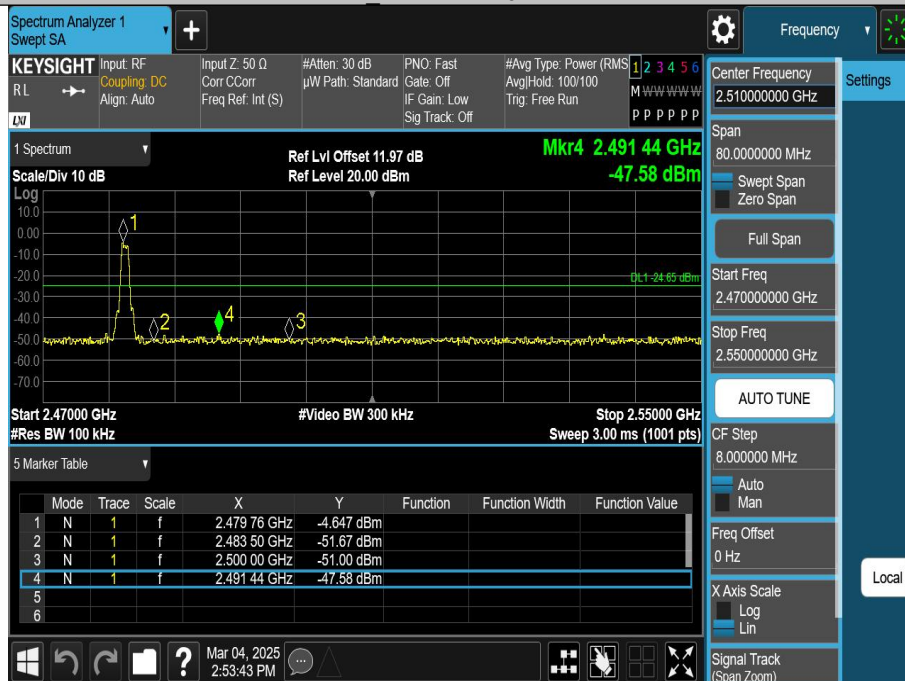 Spectrum Analyzer 1
Swept SA
+
Frequency
KEYSIGHT
RL
LXI
Input: RF
Coupling: DC
Align: Auto
Input Z: 50 Ω
Corr CCorr
Freq Ref: Int (S)
#Atten: 30 dB
µW Path: Standard
PNO: Fast
Gate: Off
IF Gain: Low
Sig Track: Off
#Avg Type: Power (RMS
Avg|Hold: 100/100
Trig: Free Run
1 2 3 4 5 6
M W W W W W
P P P P P P
1 Spectrum
Scale/Div 10 dB
Ref Lvl Offset 11.97 dB
Ref Level 20.00 dBm
Mkr4 2.491 44 GHz
-47.58 dBm
Log
10.0
0.00
-10.0
-20.0
-30.0
-40.0
-50.0
-60.0
-70.0
1
2
4
3
DL1 -24.65 dBm
Start 2.47000 GHz
#Video BW 300 kHz
Stop 2.55000 GHz
#Res BW 100 kHz
Sweep 3.00 ms (1001 pts)
5 Marker Table
Mode Trace Scale X Y Function Function Width Function Value
1 N 1 f 2.479 76 GHz -4.647 dBm
2 N 1 f 2.483 50 GHz -51.67 dBm
3 N 1 f 2.500 00 GHz -51.00 dBm
4 N 1 f 2.491 44 GHz -47.58 dBm
5
6
?
Mar 04, 2025
2:53:43 PM
Center Frequency
2.510000000 GHz
Span
80.0000000 MHz
Swept Span
Zero Span
Full Span
Start Freq
2.470000000 GHz
Stop Freq
2.550000000 GHz
AUTO TUNE
CF Step
8.000000 MHz
Auto
Man
Freq Offset
0 Hz
X Axis Scale
Log
Lin
Signal Track
(Span Zoom)
Settings
Local